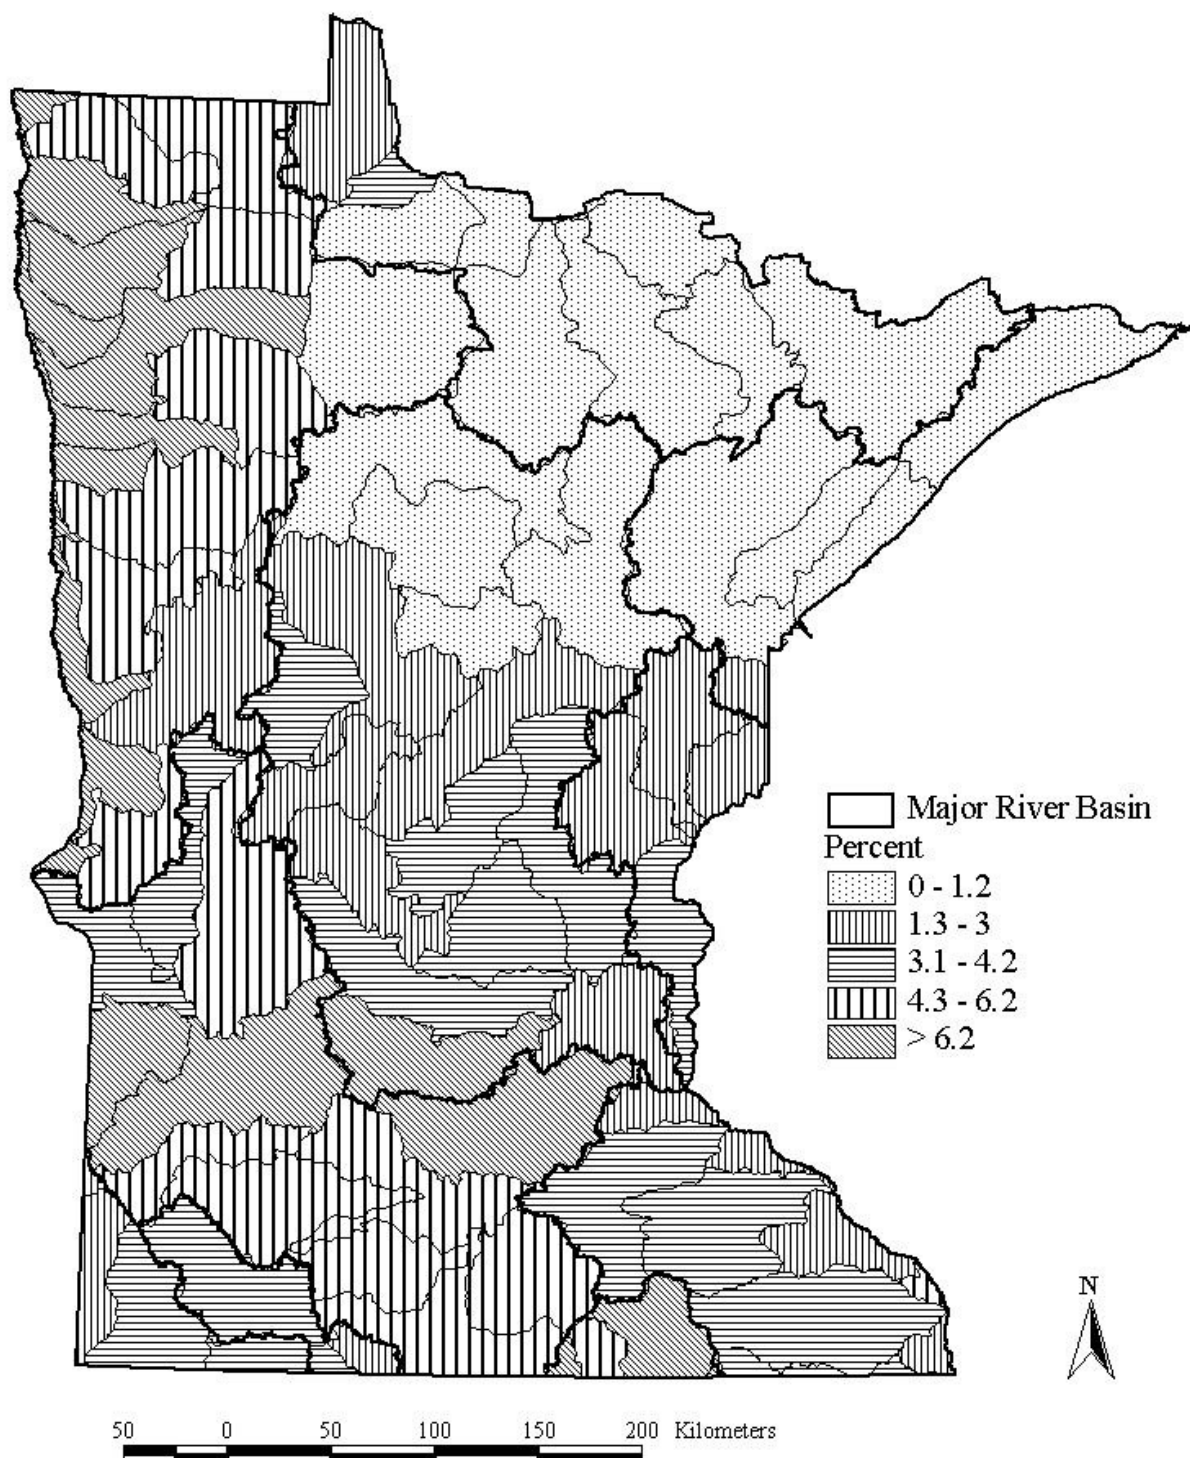 Major River Basin
Percent
0 - 1.2
1.3 - 3
3.1 - 4.2
4.3 - 6.2
> 6.2
N
50 0 50 100 150 200 Kilometers